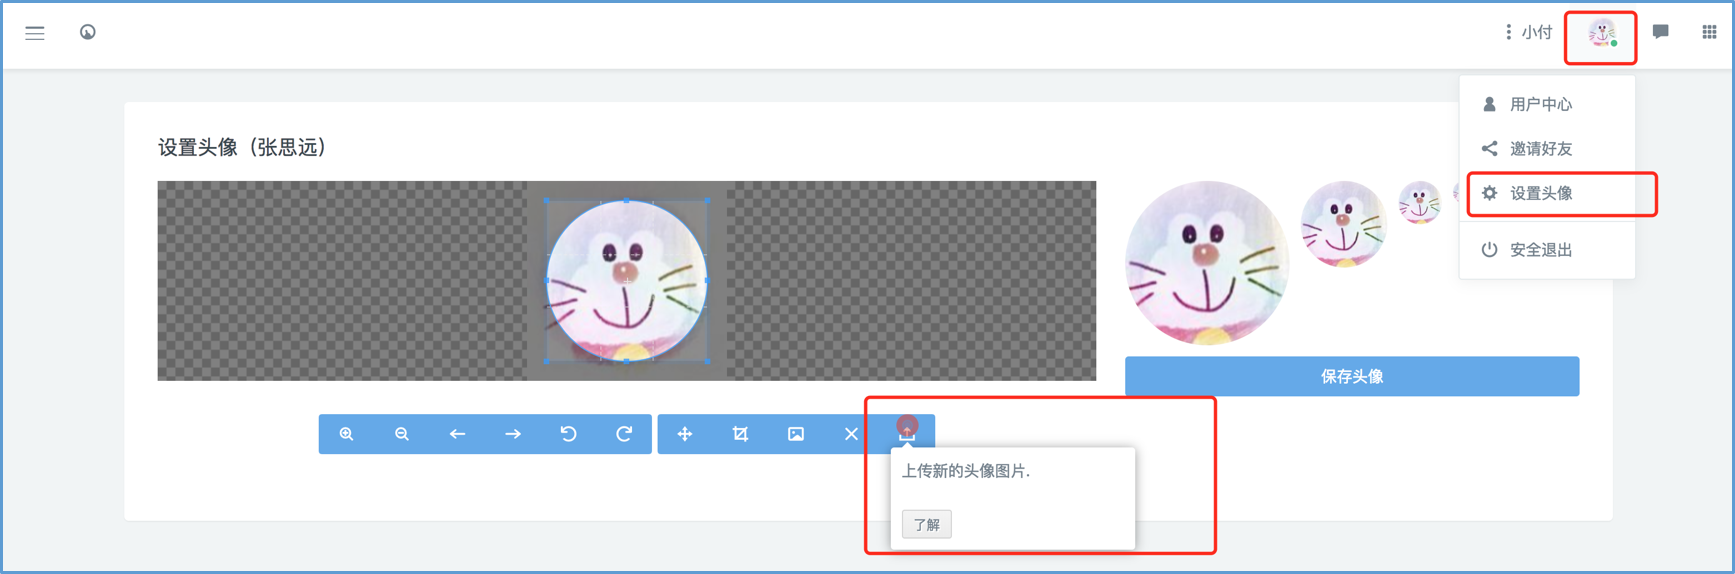 小付
用户中心
邀请好友
设置头像
安全退出
设置头像（张思远）
保存头像
上传新的头像图片.
了解